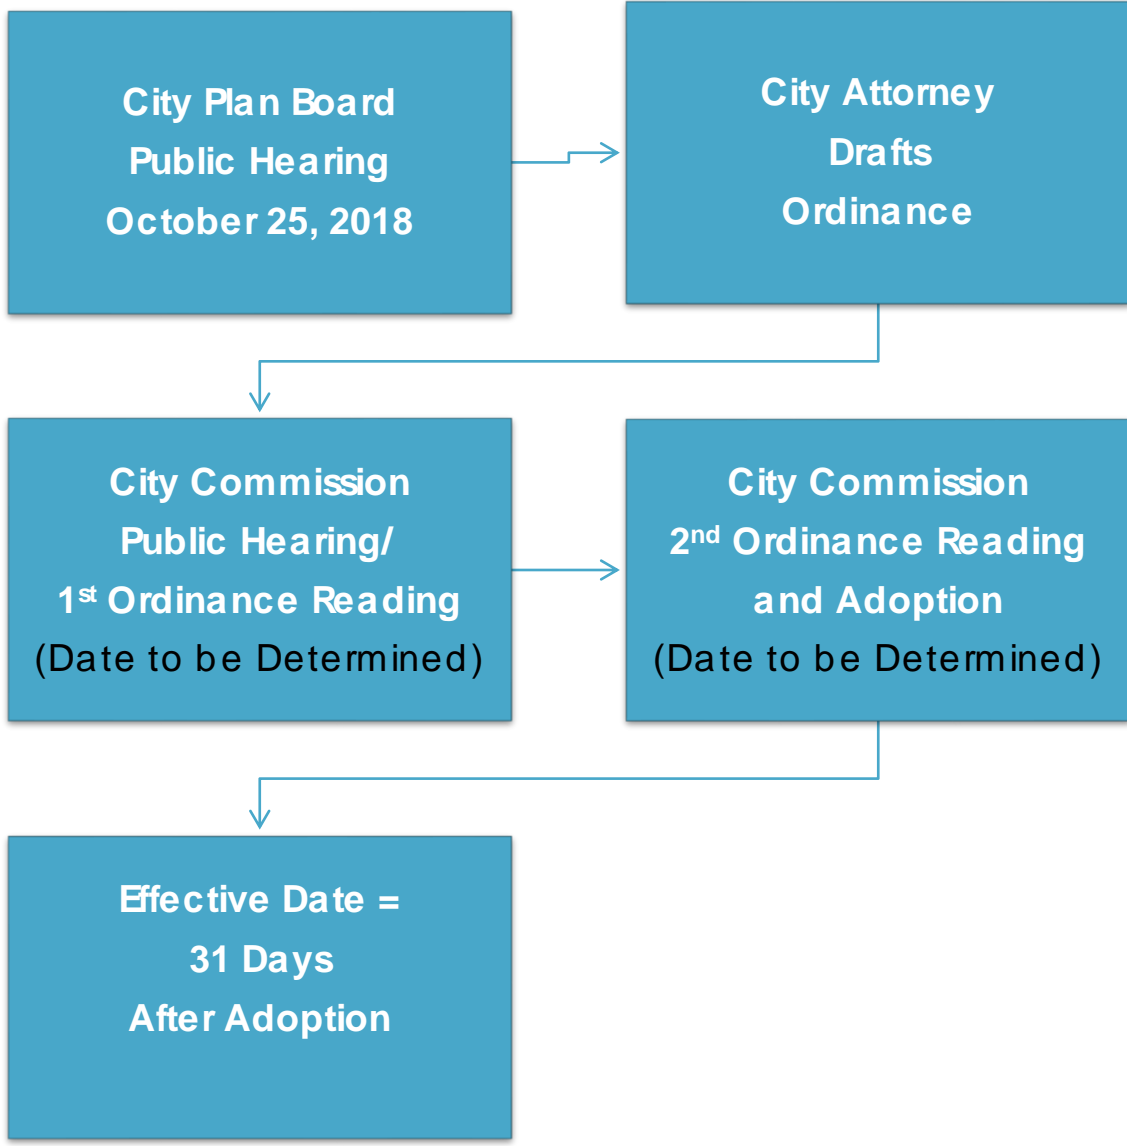 City Plan Board
Public Hearing
October 25, 2018
City Attorney
Drafts
Ordinance
City Commission
Public Hearing/
1st Ordinance Reading
(Date to be Determined)
City Commission
2nd Ordinance Reading
and Adoption
(Date to be Determined)
Effective Date =
31 Days
After Adoption